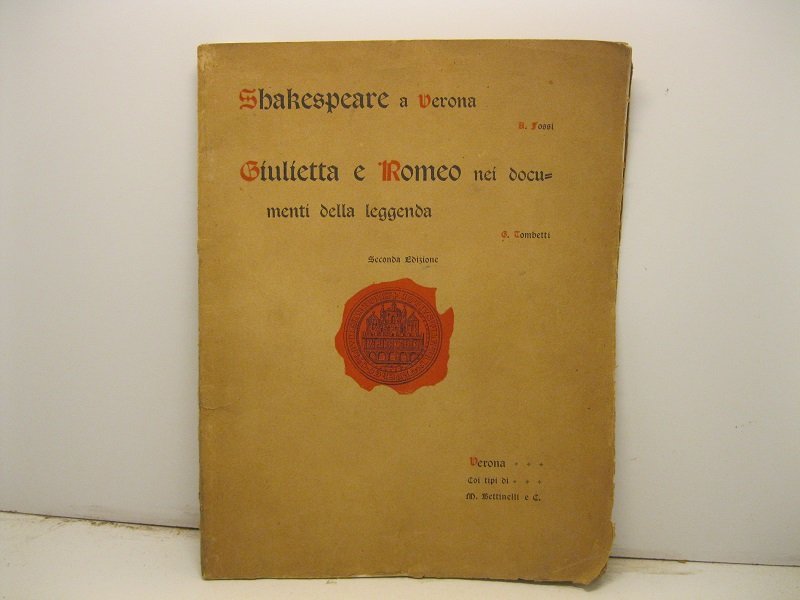 Shakespeare a Verona
A. Fossi
Giulietta e Romeo nei docu=
menti della leggenda
G. Tombetti
Seconda Edizione
Verona
Coi tipi di
M. Bettinelli e C.